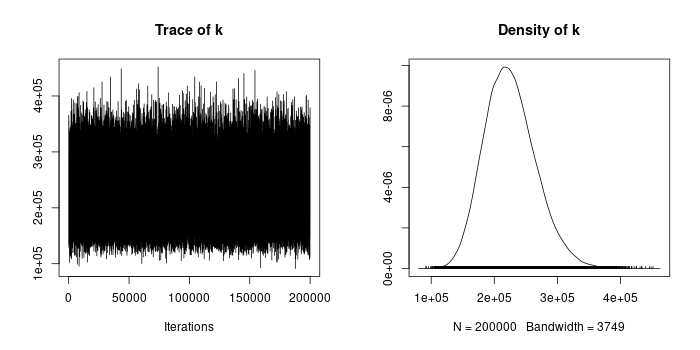 Trace of k
4e+05
3e+05
2e+05
1e+05
0 50000 100000 150000 200000
Iterations
Density of k
8e-06
4e-06
0e+00
1e+05 2e+05 3e+05 4e+05
N = 200000 Bandwidth = 3749